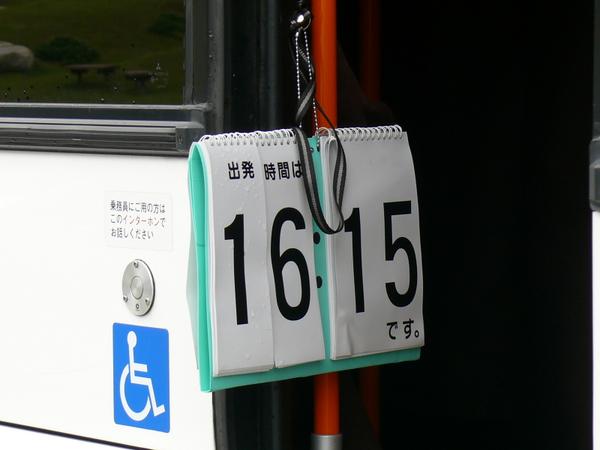 乗務員にご用の方は
このインターホンで
お話しください
出発 時間は
16:15
です。